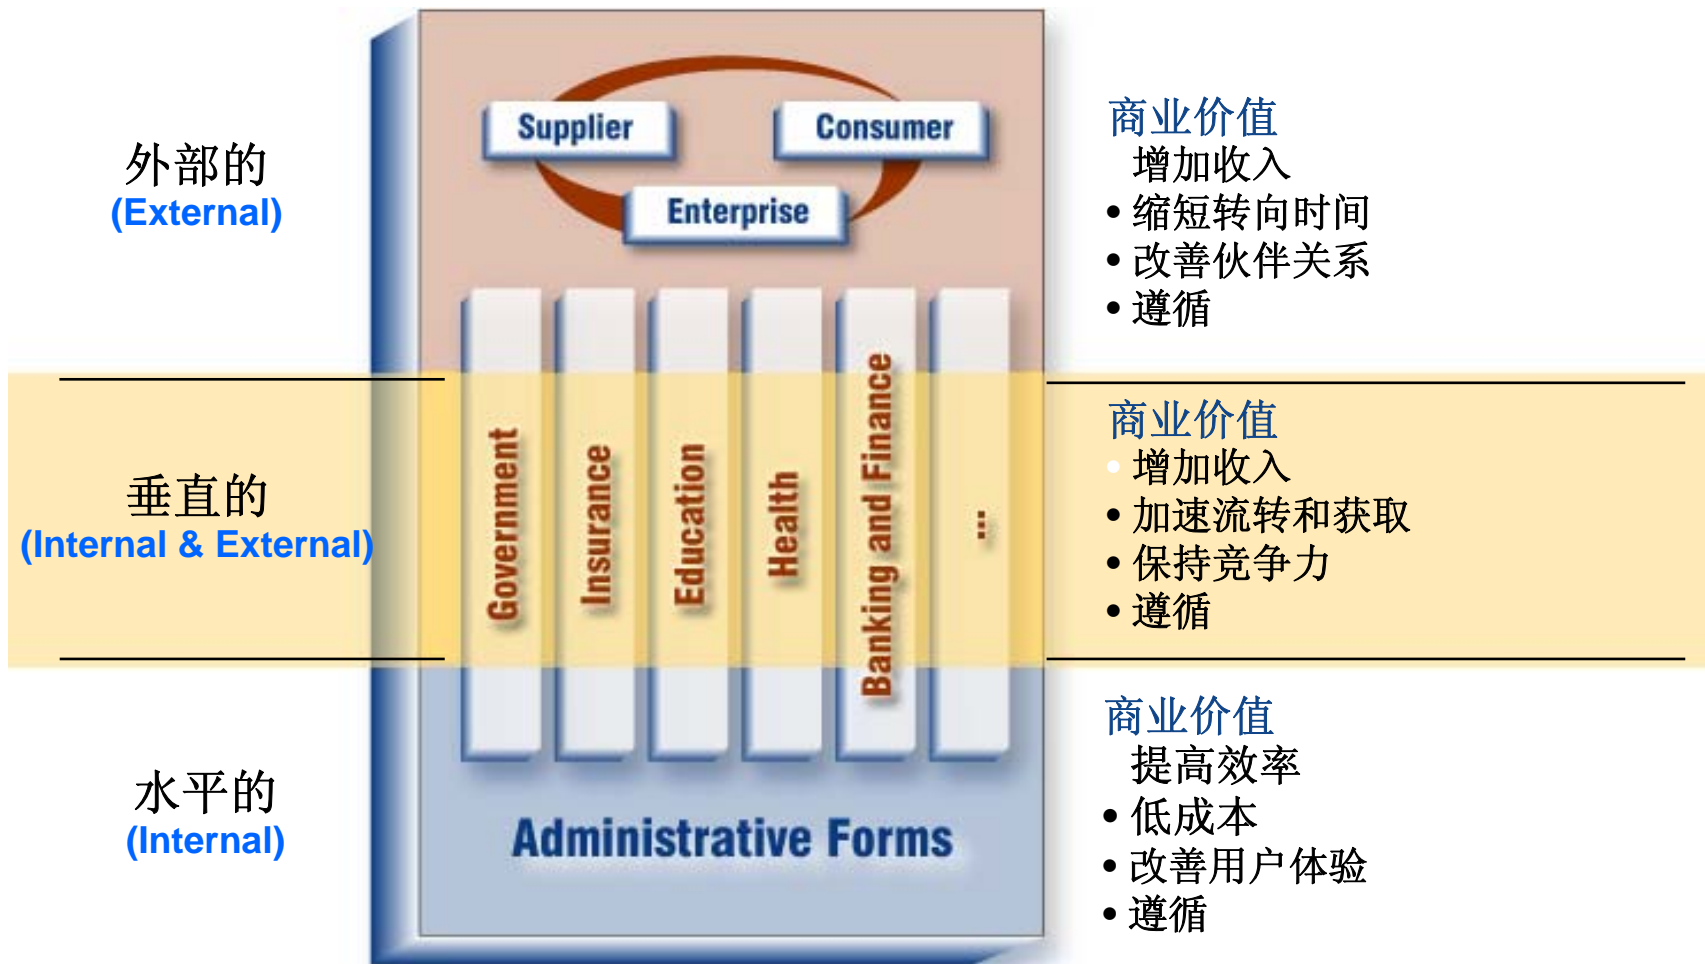 外部的
(External)
Supplier
Consumer
Enterprise
商业价值
增加收入
• 缩短转向时间
• 改善伙伴关系
• 遵循
垂直的
(Internal & External)
Government
Insurance
Education
Health
Banking and Finance
...
商业价值
• 增加收入
• 加速流转和获取
• 保持竞争力
• 遵循
水平的
(Internal)
Administrative Forms
商业价值
提高效率
• 低成本
• 改善用户体验
• 遵循